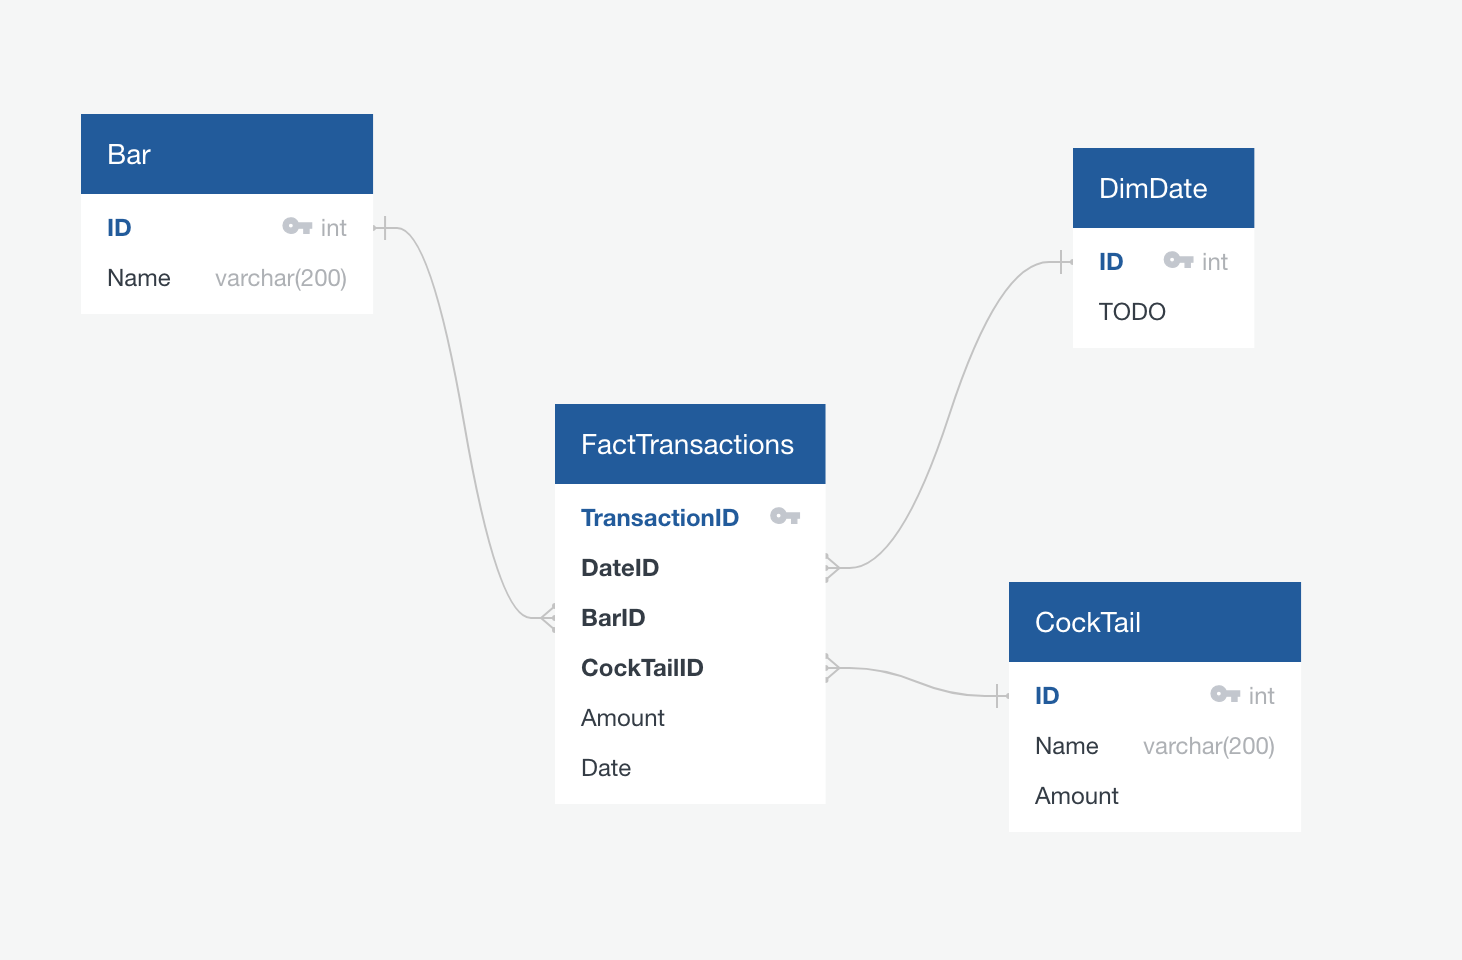 Bar
ID int
Name varchar(200)
DimDate
ID int
TODO
FactTransactions
TransactionID
DateID
BarID
CockTailID
Amount
Date
CockTail
ID int
Name varchar(200)
Amount